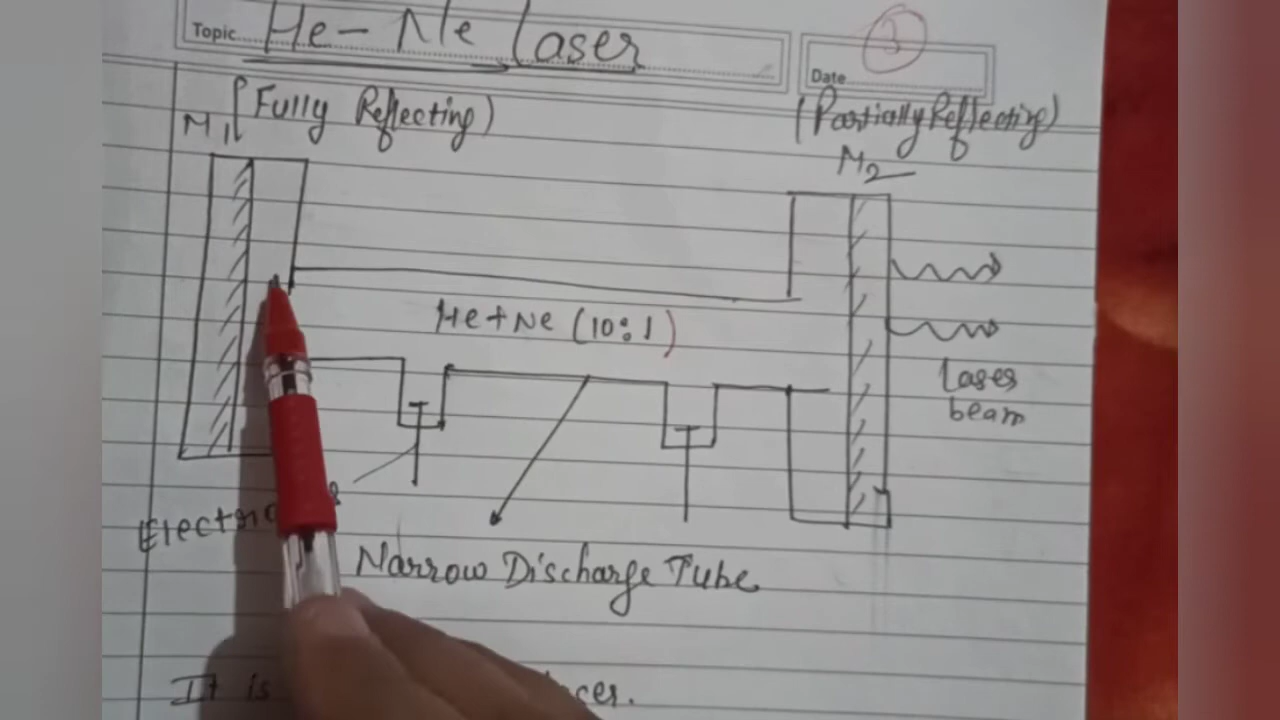 Topic He-Ne Laser
3
Date
M1 (Fully Reflecting)
(Partially Reflecting)
M2
He+Ne (10:1)
Laser
beam
Narrow Discharge Tube
It is